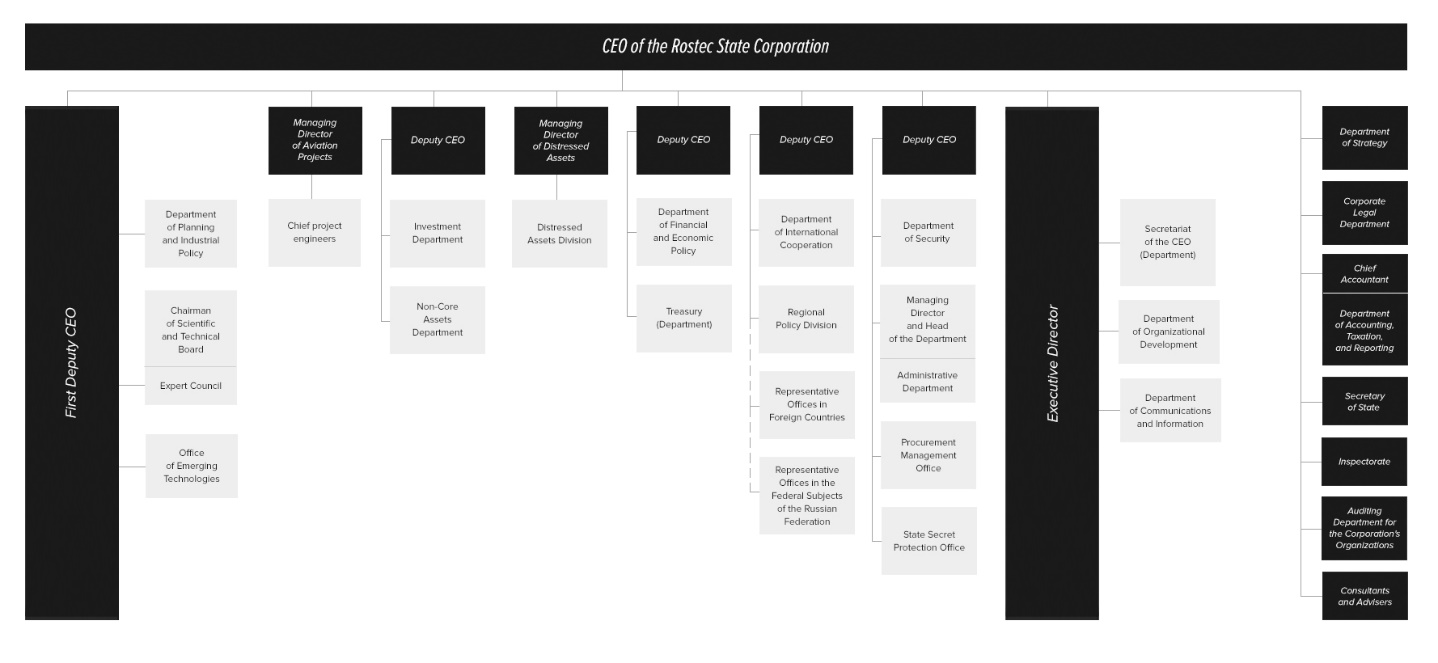 CEO of the Rostec State Corporation
First Deputy CEO
Department
of Planning
and Industrial
Policy
Chairman
of Scientific
and Technical
Board
Expert Council
Office
of Emerging
Technologies
Managing
Director
of Aviation
Projects
Chief project
engineers
Deputy CEO
Investment
Department
Non-Core
Assets
Department
Managing
Director
of Distressed
Assets
Distressed
Assets Division
Deputy CEO
Department
of Financial
and Economic
Policy
Treasury
(Department)
Deputy CEO
Department
of International
Cooperation
Regional
Policy Division
Representative
Offices in
Foreign Countries
Representative
Offices in the
Federal Subjects
of the Russian
Federation
Deputy CEO
Department
of Security
Managing
Director
and Head
of the Department
Administrative
Department
Procurement
Management
Office
State Secret
Protection Office
Executive Director
Secretariat
of the CEO
(Department)
Department
of Organizational
Development
Department
of Communications
and Information
Department
of Strategy
Corporate
Legal
Department
Chief
Accountant
Department
of Accounting,
Taxation,
and Reporting
Secretary
of State
Inspectorate
Auditing
Department for
the Corporation's
Organizations
Consultants
and Advisers